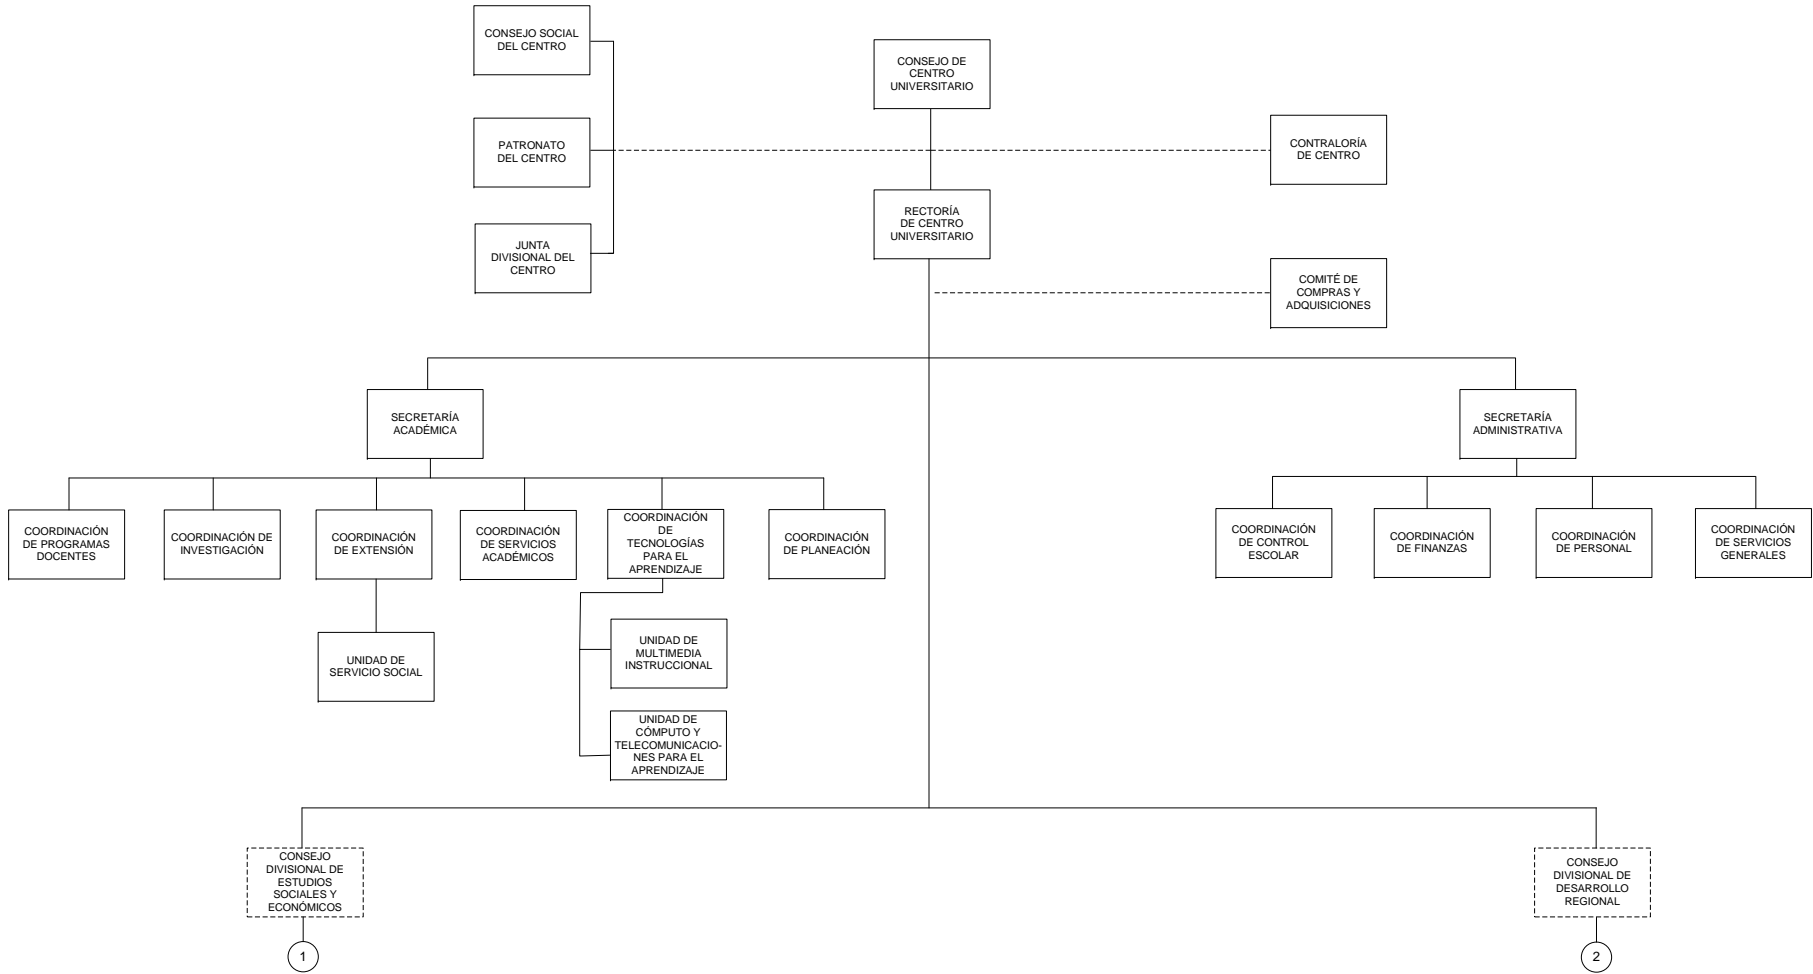 CONSEJO SOCIAL
DEL CENTRO
CONSEJO DE
CENTRO
UNIVERSITARIO
PATRONATO
DEL CENTRO
CONTRALORÍA
DE CENTRO
RECTORÍA
DE CENTRO
UNIVERSITARIO
JUNTA
DIVISIONAL DEL
CENTRO
COMITÉ DE
COMPRAS Y
ADQUISICIONES
SECRETARÍA
ACADÉMICA
SECRETARÍA
ADMINISTRATIVA
COORDINACIÓN
DE PROGRAMAS
DOCENTES
COORDINACIÓN DE
INVESTIGACIÓN
COORDINACIÓN
DE EXTENSIÓN
COORDINACIÓN
DE SERVICIOS
ACADÉMICOS
COORDINACIÓN
DE
TECNOLOGÍAS
PARA EL
APRENDIZAJE
COORDINACIÓN
DE PLANEACIÓN
COORDINACIÓN
DE CONTROL
ESCOLAR
COORDINACIÓN
DE FINANZAS
COORDINACIÓN
DE PERSONAL
COORDINACIÓN
DE SERVICIOS
GENERALES
UNIDAD DE
SERVICIO SOCIAL
UNIDAD DE
MULTIMEDIA
INSTRUCCIONAL
UNIDAD DE
CÓMPUTO Y
TELECOMUNICACIO-
NES PARA EL
APRENDIZAJE
CONSEJO
DIVISIONAL DE
ESTUDIOS
SOCIALES Y
ECONÓMICOS
CONSEJO
DIVISIONAL DE
DESARROLLO
REGIONAL
1
2